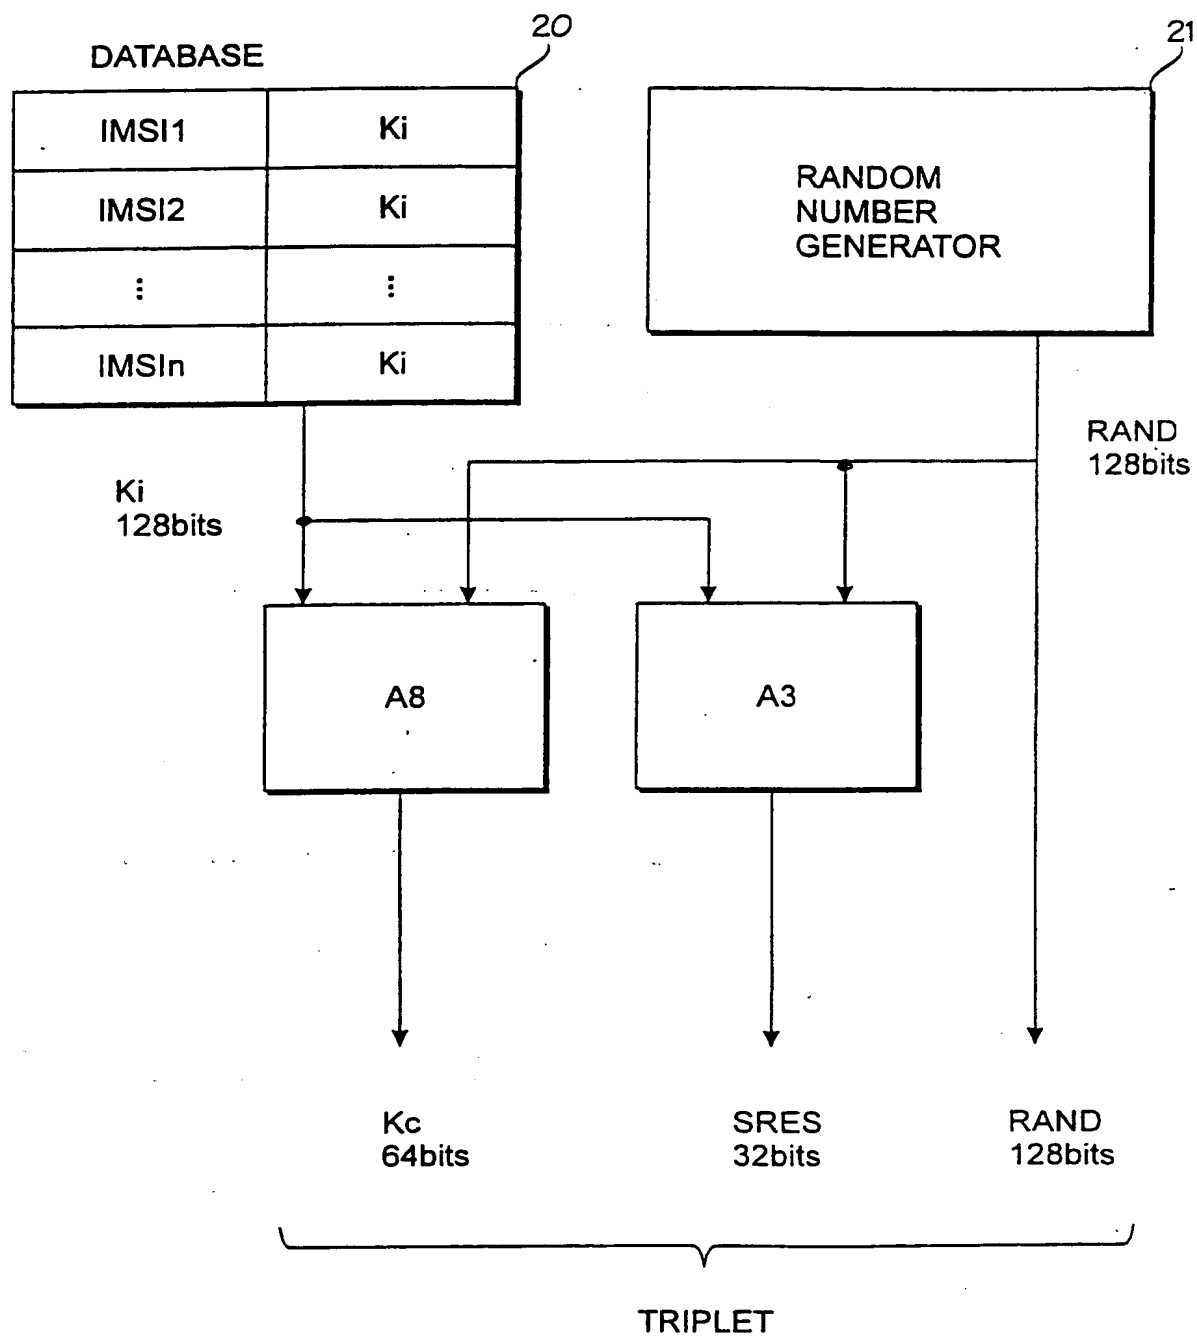 20
21
DATABASE
IMSI1 Ki
IMSI2 Ki
⋮ ⋮
IMSIn Ki
RANDOM
NUMBER
GENERATOR
RAND
128bits
Ki
128bits
A8
A3
Kc
64bits
SRES
32bits
RAND
128bits
TRIPLET